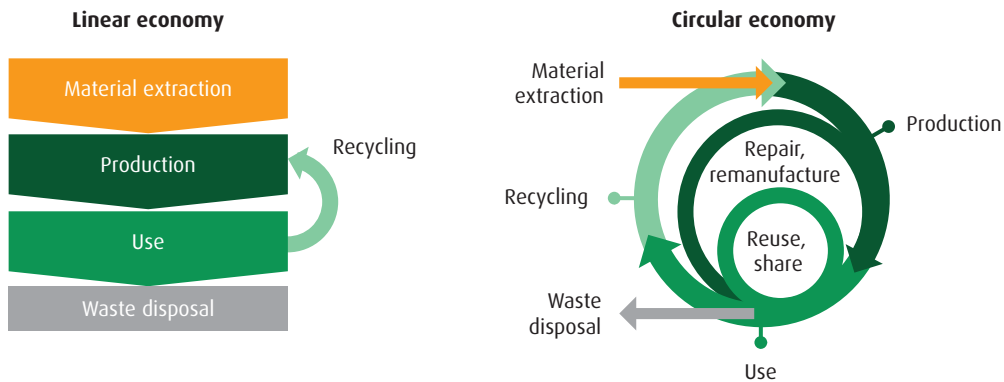 Linear economy
Material extraction
Production
Recycling
Use
Waste disposal
Circular economy
Material
extraction
Production
Repair,
remanufacture
Recycling
Reuse,
share
Waste
disposal
Use